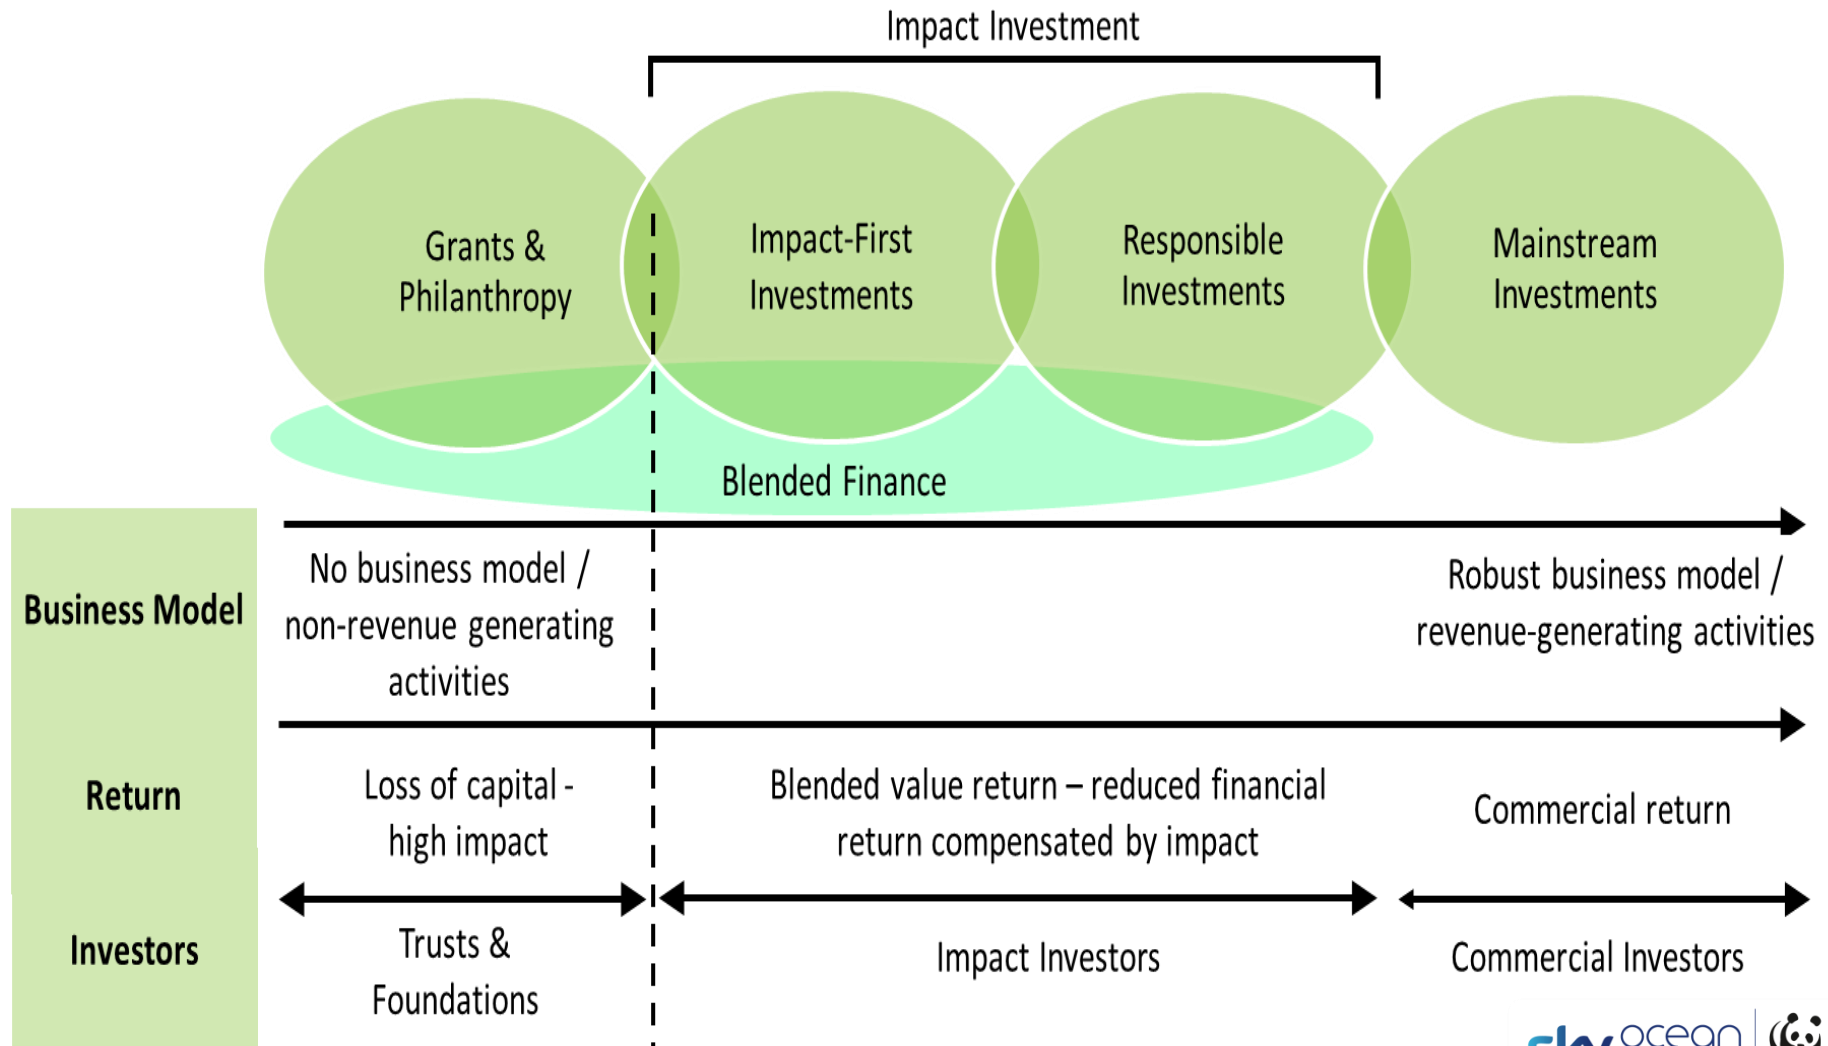 Impact Investment
Grants &
Philanthropy
Impact-First
Investments
Responsible
Investments
Mainstream
Investments
Blended Finance
Business Model
No business model /
non-revenue generating
activities
Robust business model /
revenue-generating activities
Return
Loss of capital -
high impact
Blended value return – reduced financial
return compensated by impact
Commercial return
Investors
Trusts &
Foundations
Impact Investors
Commercial Investors
sky ocean